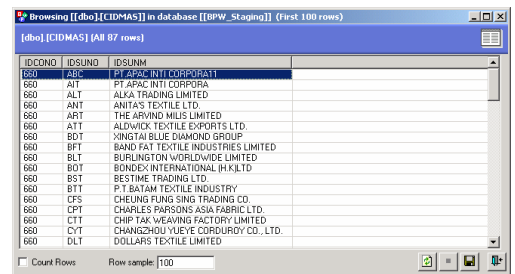 Browsing [[dbo].[CIDMAS]] in database [[BPW_Staging]] (First 100 rows)
[dbo].[CIDMAS] (All 87 rows)
IDCONO IDSUNO IDSUNM
660 ABC PT.APAC INTI CORPORA11
660 AIT PT.APAC INTI CORPORA
660 ALT ALKA TRADING LIMITED
660 ANT ANITA'S TEXTILE LTD.
660 ART THE ARVIND MILIS LIMITED
660 ATT ALDWICK TEXTILE EXPORTS LTD.
660 BDT XINGTAI BLUE DIAMOND GROUP
660 BFT BAND FAT TEXTILE INDUSTRIES LIMITED
660 BLT BURLINGTON WORLDWIDE LIMITED
660 BOT BONDEX INTERNATIONAL (H.K)LTD
660 BST BESTIME TRADING LTD.
660 BTT P.T.BATAM TEXTILE INDUSTRY
660 CFS CHEUNG FUNG SING TRADING CO.
660 CPT CHARLES PARSONS ASIA FABRIC LTD.
660 CTT CHIP TAK WEAVING FACTORY LIMITED
660 CYT CHANGZHOU YUEYE CORDUROY CO., LTD.
660 DLT DOLLARS TEXTILE LIMITED
Count Rows Row sample: 100